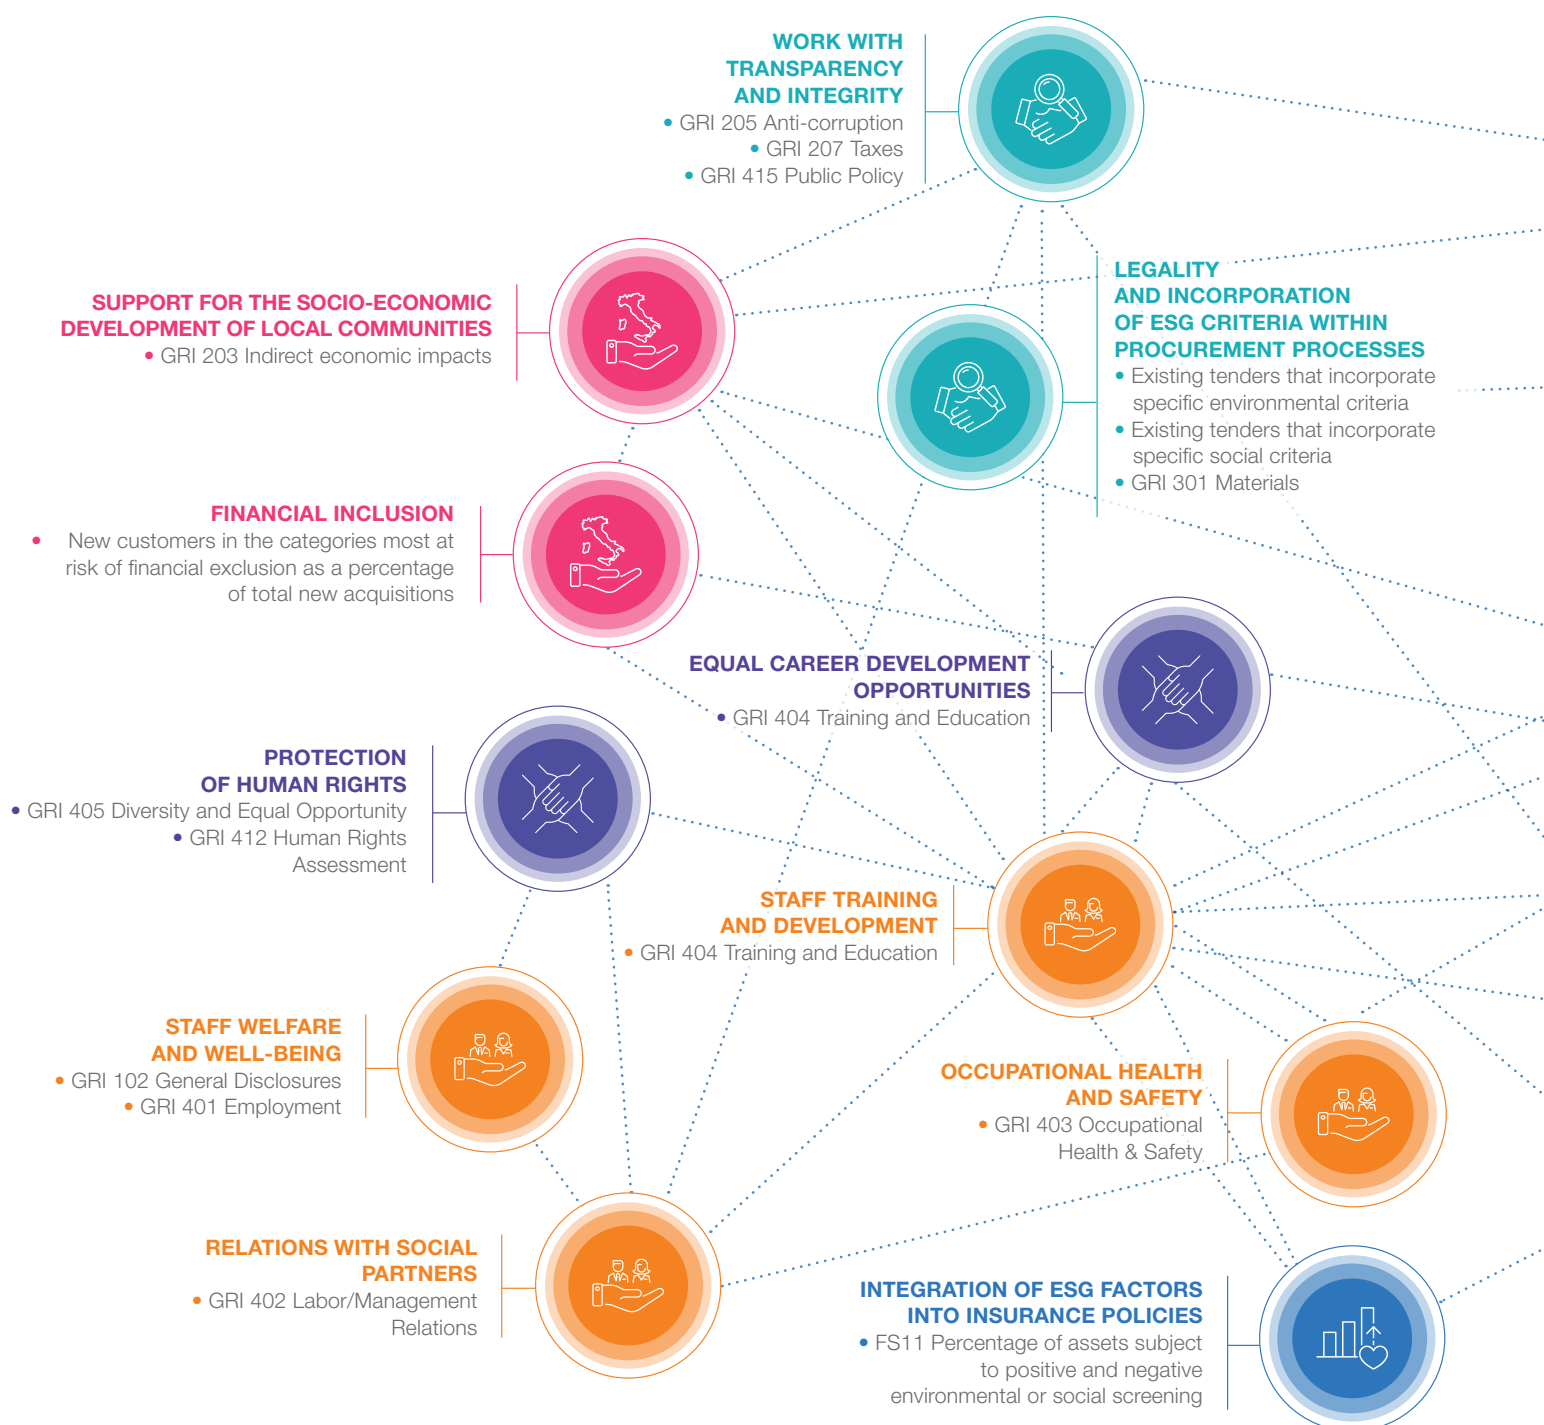 WORK WITH
TRANSPARENCY
AND INTEGRITY
• GRI 205 Anti-corruption
• GRI 207 Taxes
• GRI 415 Public Policy
LEGALITY
AND INCORPORATION
OF ESG CRITERIA WITHIN
PROCUREMENT PROCESSES
• Existing tenders that incorporate
specific environmental criteria
• Existing tenders that incorporate
specific social criteria
• GRI 301 Materials
SUPPORT FOR THE SOCIO-ECONOMIC
DEVELOPMENT OF LOCAL COMMUNITIES
• GRI 203 Indirect economic impacts
FINANCIAL INCLUSION
• New customers in the categories most at
risk of financial exclusion as a percentage
of total new acquisitions
EQUAL CAREER DEVELOPMENT
OPPORTUNITIES
• GRI 404 Training and Education
PROTECTION
OF HUMAN RIGHTS
• GRI 405 Diversity and Equal Opportunity
• GRI 412 Human Rights
Assessment
STAFF TRAINING
AND DEVELOPMENT
• GRI 404 Training and Education
STAFF WELFARE
AND WELL-BEING
• GRI 102 General Disclosures
• GRI 401 Employment
OCCUPATIONAL HEALTH
AND SAFETY
• GRI 403 Occupational
Health & Safety
RELATIONS WITH SOCIAL
PARTNERS
• GRI 402 Labor/Management
Relations
INTEGRATION OF ESG FACTORS
INTO INSURANCE POLICIES
• FS11 Percentage of assets subject
to positive and negative
environmental or social screening